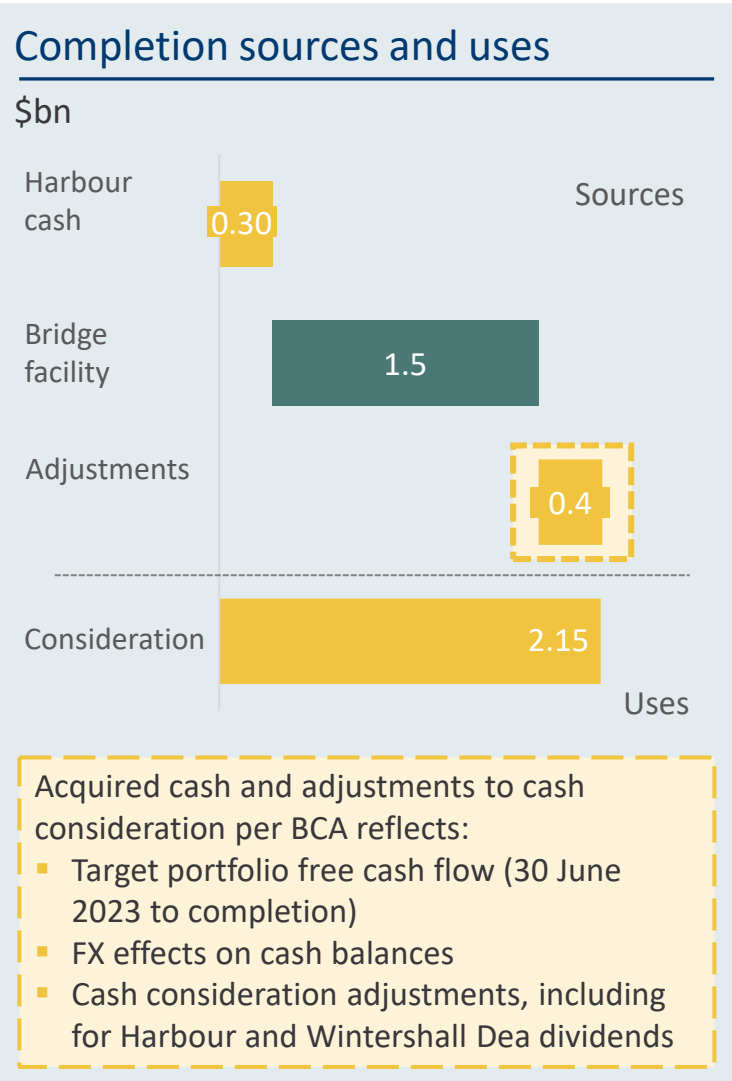 Completion sources and uses
$bn
Harbour
cash
0.30
Sources
Bridge
facility
1.5
Adjustments
0.4
Consideration
2.15
Uses
Acquired cash and adjustments to cash
consideration per BCA reflects:
▪ Target portfolio free cash flow (30 June
2023 to completion)
▪ FX effects on cash balances
▪ Cash consideration adjustments, including
for Harbour and Wintershall Dea dividends